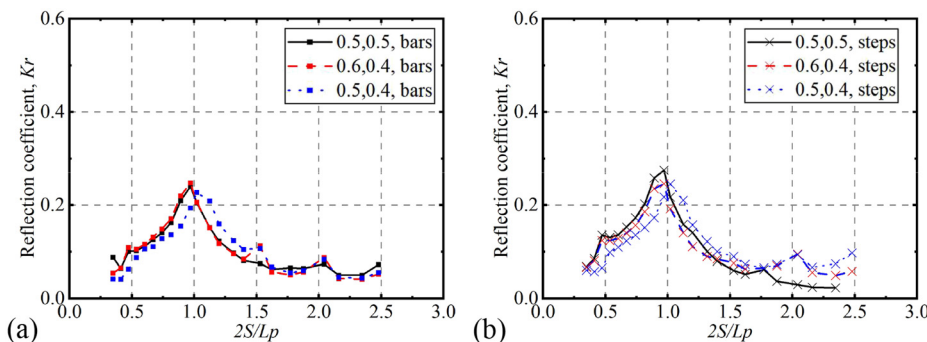 0.6
0.4
0.2
0.0
Reflection coefficient, Kr
0.5,0.5, bars
0.6,0.4, bars
0.5,0.4, bars
0.0 0.5 1.0 1.5 2.0 2.5 3.0
2S/Lp
(a)
0.6
0.4
0.2
0.0
Reflection coefficient, Kr
0.5,0.5, steps
0.6,0.4, steps
0.5,0.4, steps
0.0 0.5 1.0 1.5 2.0 2.5 3.0
2S/Lp
(b)